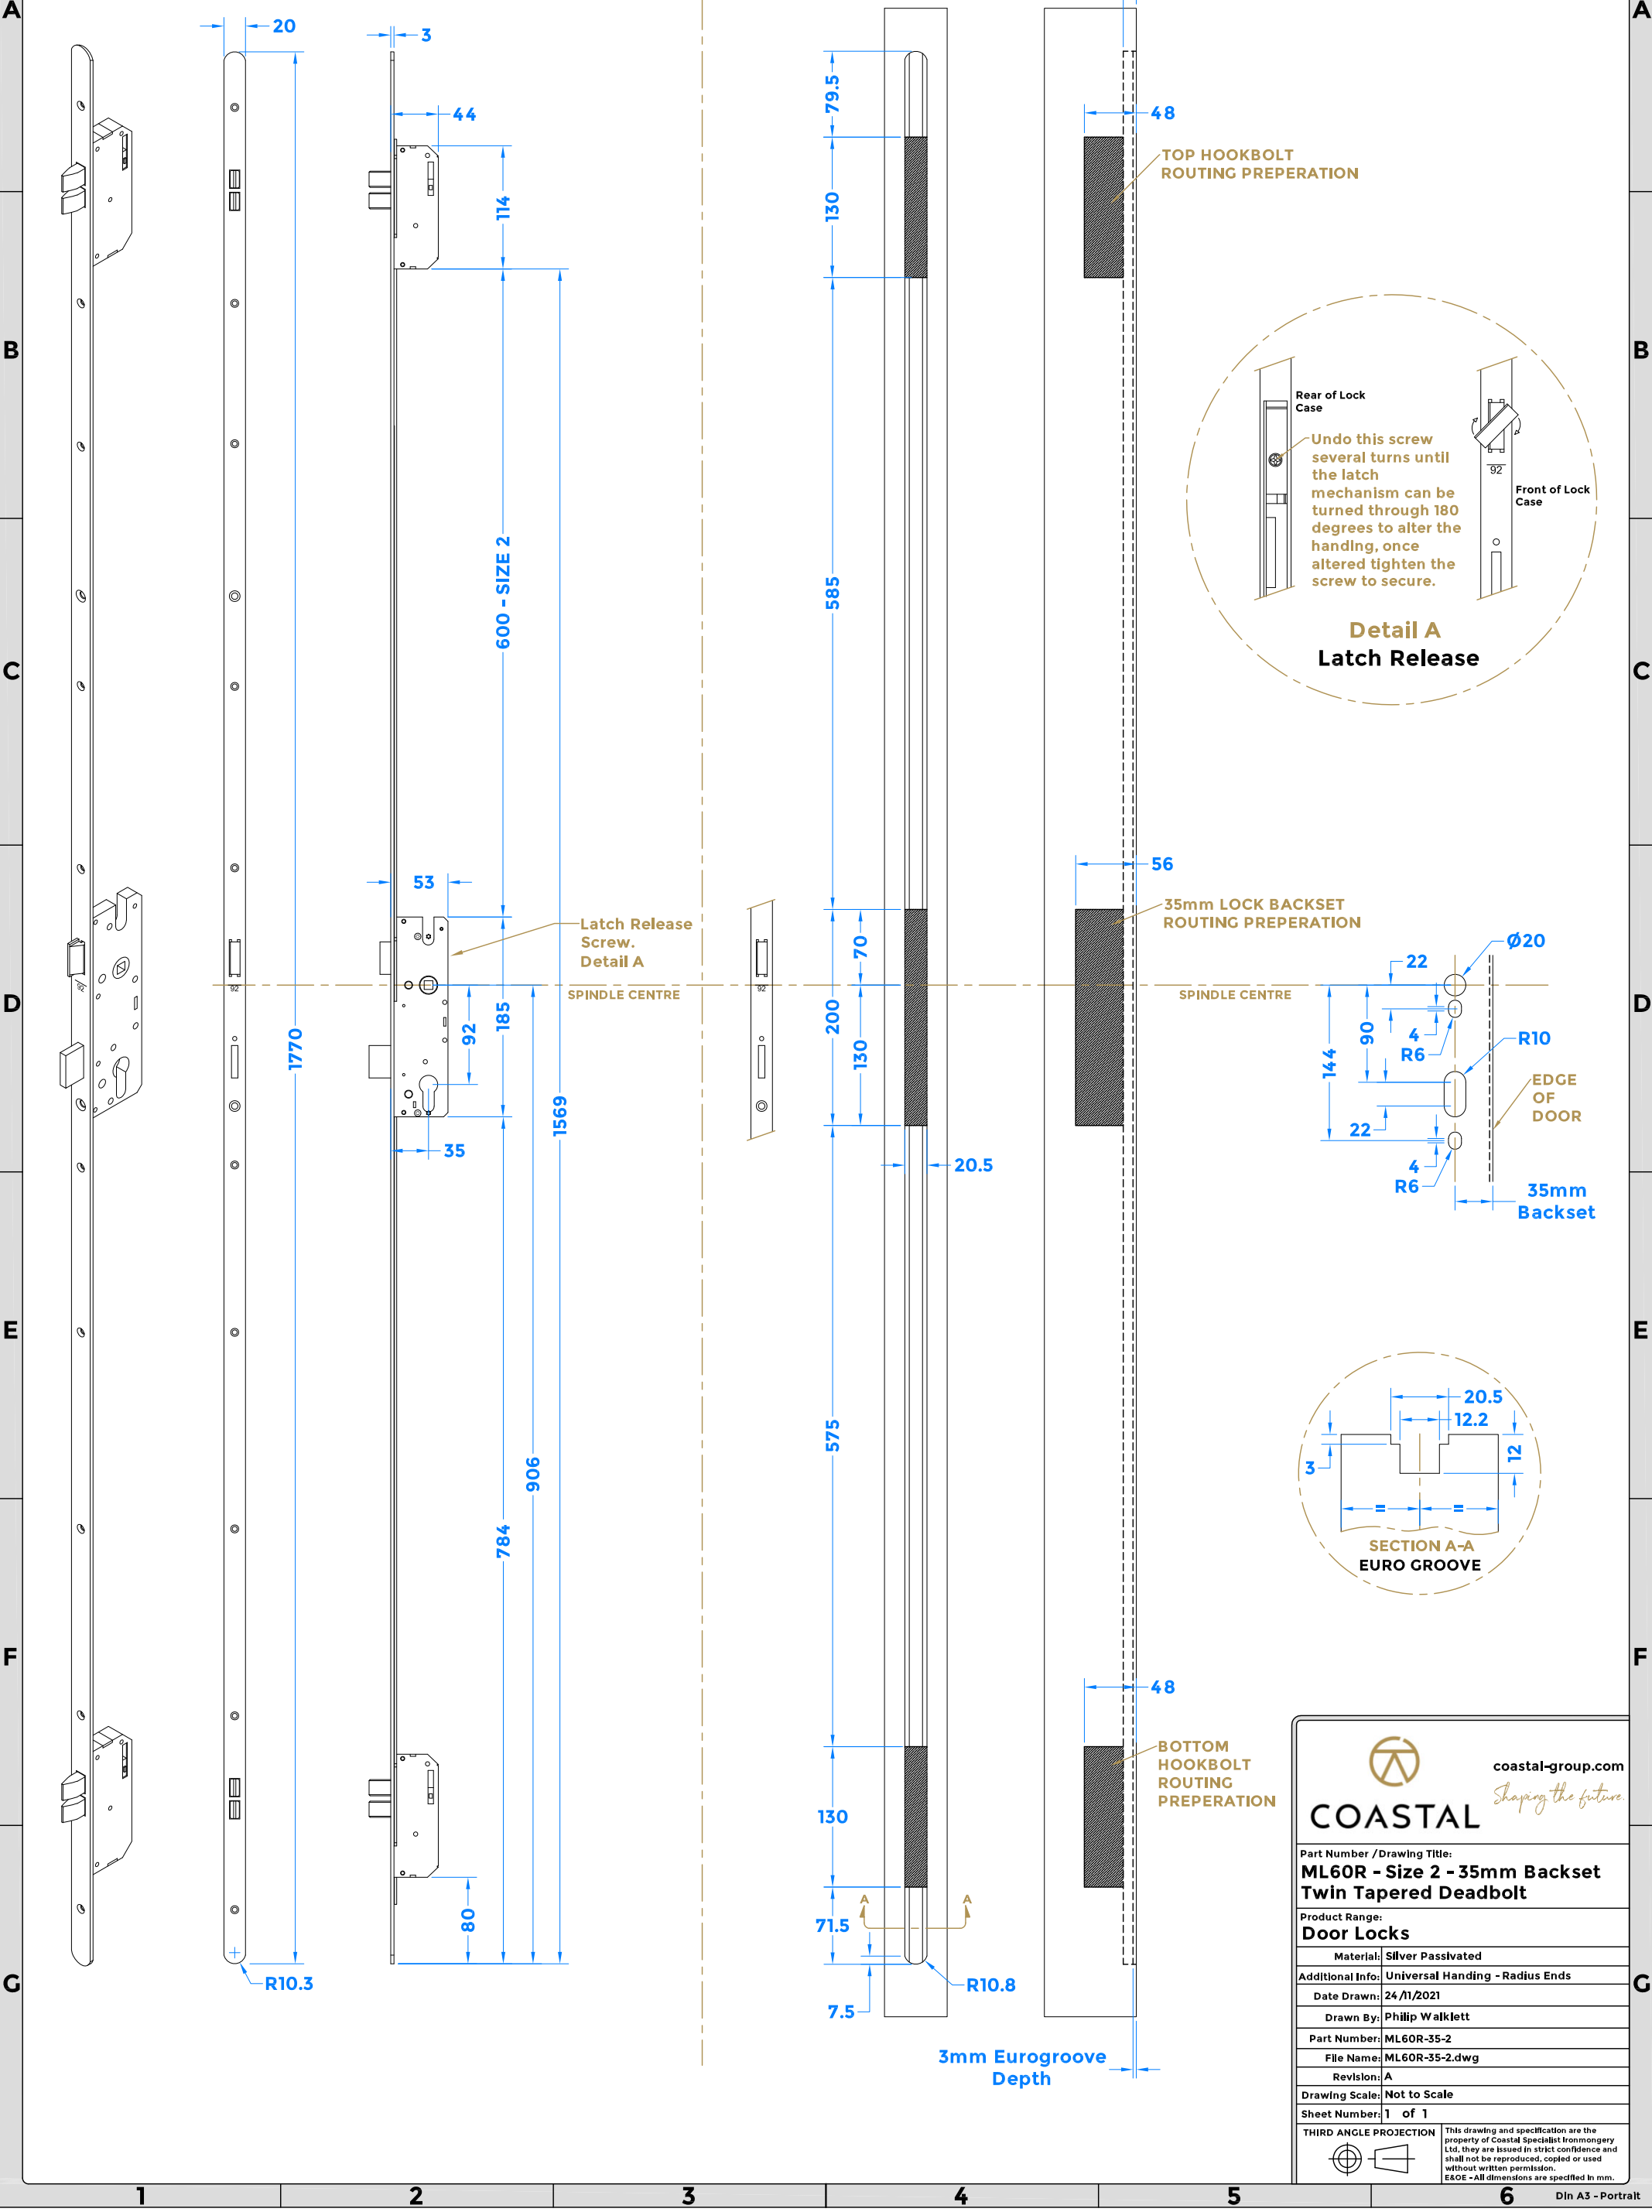 A
A
20
3
79.5
44
48
TOP HOOKBOLT
ROUTING PREPERATION
114
130
B
B
Rear of Lock
Case
Undo this screw
several turns until
the latch
mechanism can be
turned through 180
degrees to alter the
handing, once
altered tighten the
screw to secure.
92
Front of Lock
Case
600 - SIZE 2
585
Detail A
Latch Release
C
C
53
56
Latch Release
Screw.
Detail A
35mm LOCK BACKSET
ROUTING PREPERATION
70
Ø20
22
92
92
92
SPINDLE CENTRE
SPINDLE CENTRE
D
D
1770
92
185
200
130
144
90
4
R6
R10
EDGE
OF
DOOR
22
1569
35
20.5
4
R6
35mm
Backset
E
E
575
906
784
20.5
12.2
3
12
=
=
SECTION A-A
EURO GROOVE
F
F
48
BOTTOM
HOOKBOLT
ROUTING
PREPERATION
130
80
A
A
71.5
R10.3
R10.8
7.5
G
G
3mm Eurogroove
Depth
COASTAL
coastal-group.com
Shaping the future.
Part Number / Drawing Title:
ML60R - Size 2 - 35mm Backset
Twin Tapered Deadbolt
Product Range:
Door Locks
Material: Silver Passivated
Additional Info: Universal Handing - Radius Ends
Date Drawn: 24/11/2021
Drawn By: Philip Walklett
Part Number: ML60R-35-2
File Name: ML60R-35-2.dwg
Revision: A
Drawing Scale: Not to Scale
Sheet Number: 1 of 1
THIRD ANGLE PROJECTION
This drawing and specification are the
property of Coastal Specialist Ironmongery
Ltd, they are issued in strict confidence and
shall not be reproduced, copied or used
without written permission.
E&OE - All dimensions are specified in mm.
1
2
3
4
5
6
Din A3 - Portrait